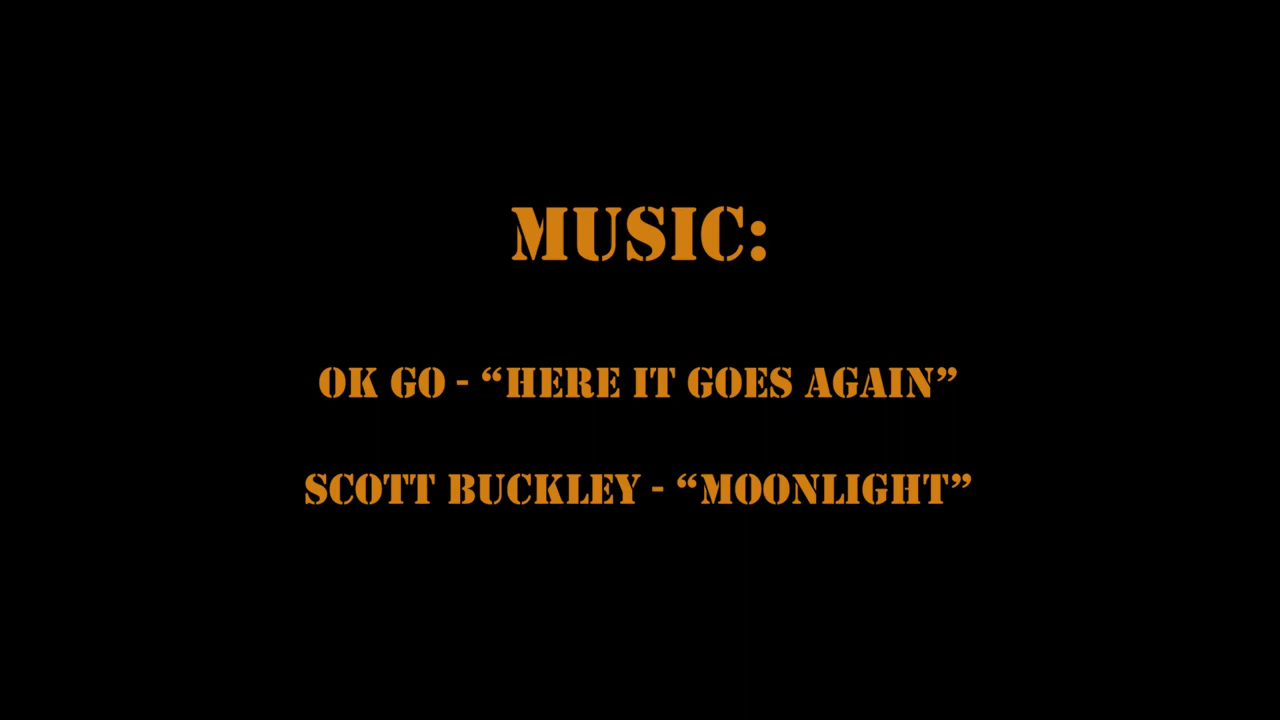 MUSIC:
OK GO - “HERE IT GOES AGAIN”
SCOTT BUCKLEY - “MOONLIGHT”